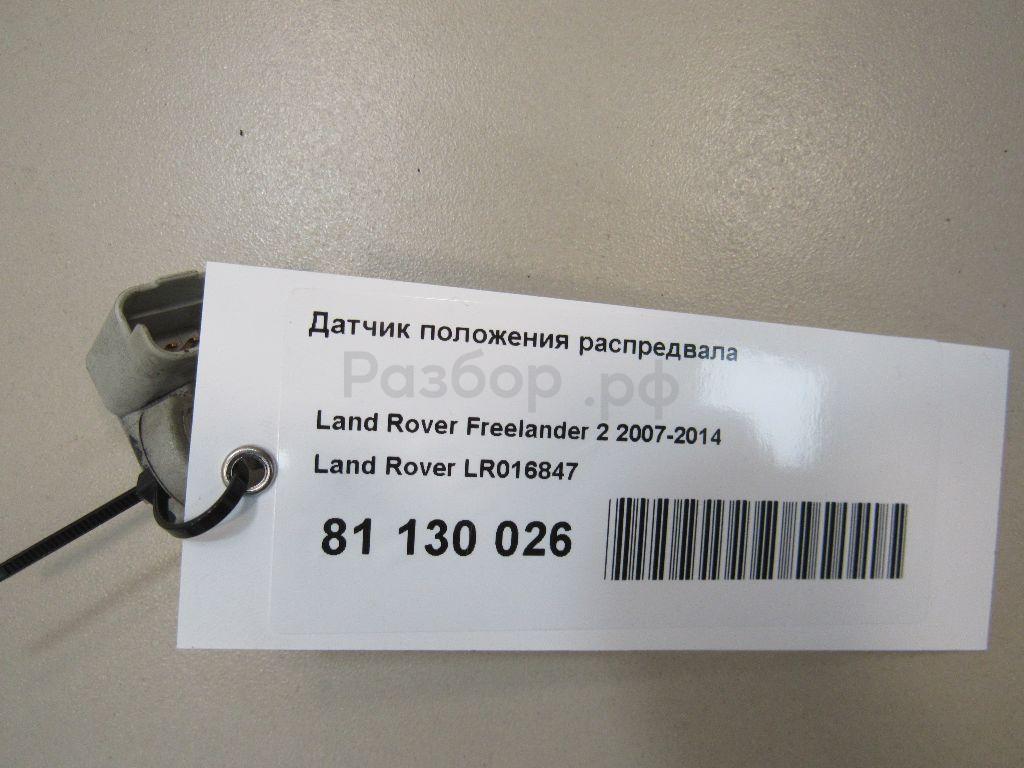 Датчик положения распредвала
Разбор.рф
Land Rover Freelander 2 2007-2014
Land Rover LR016847
81 130 026